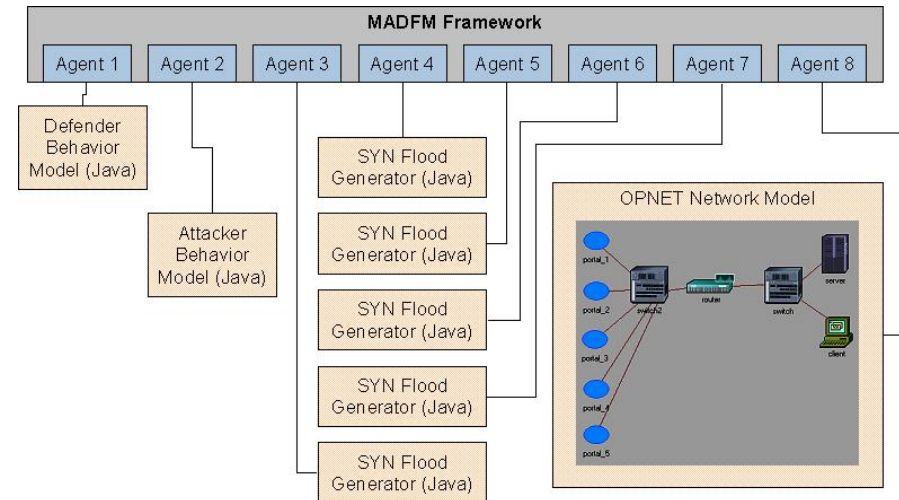 MADFM Framework
Agent 1
Agent 2
Agent 3
Agent 4
Agent 5
Agent 6
Agent 7
Agent 8
Defender
Behavior
Model (Java)
Attacker
Behavior
Model (Java)
SYN Flood
Generator (Java)
SYN Flood
Generator (Java)
SYN Flood
Generator (Java)
SYN Flood
Generator (Java)
SYN Flood
Generator (Java)
OPNET Network Model
portal_1
portal_2
portal_3
portal_4
portal_5
switch2
router
switch
server
client